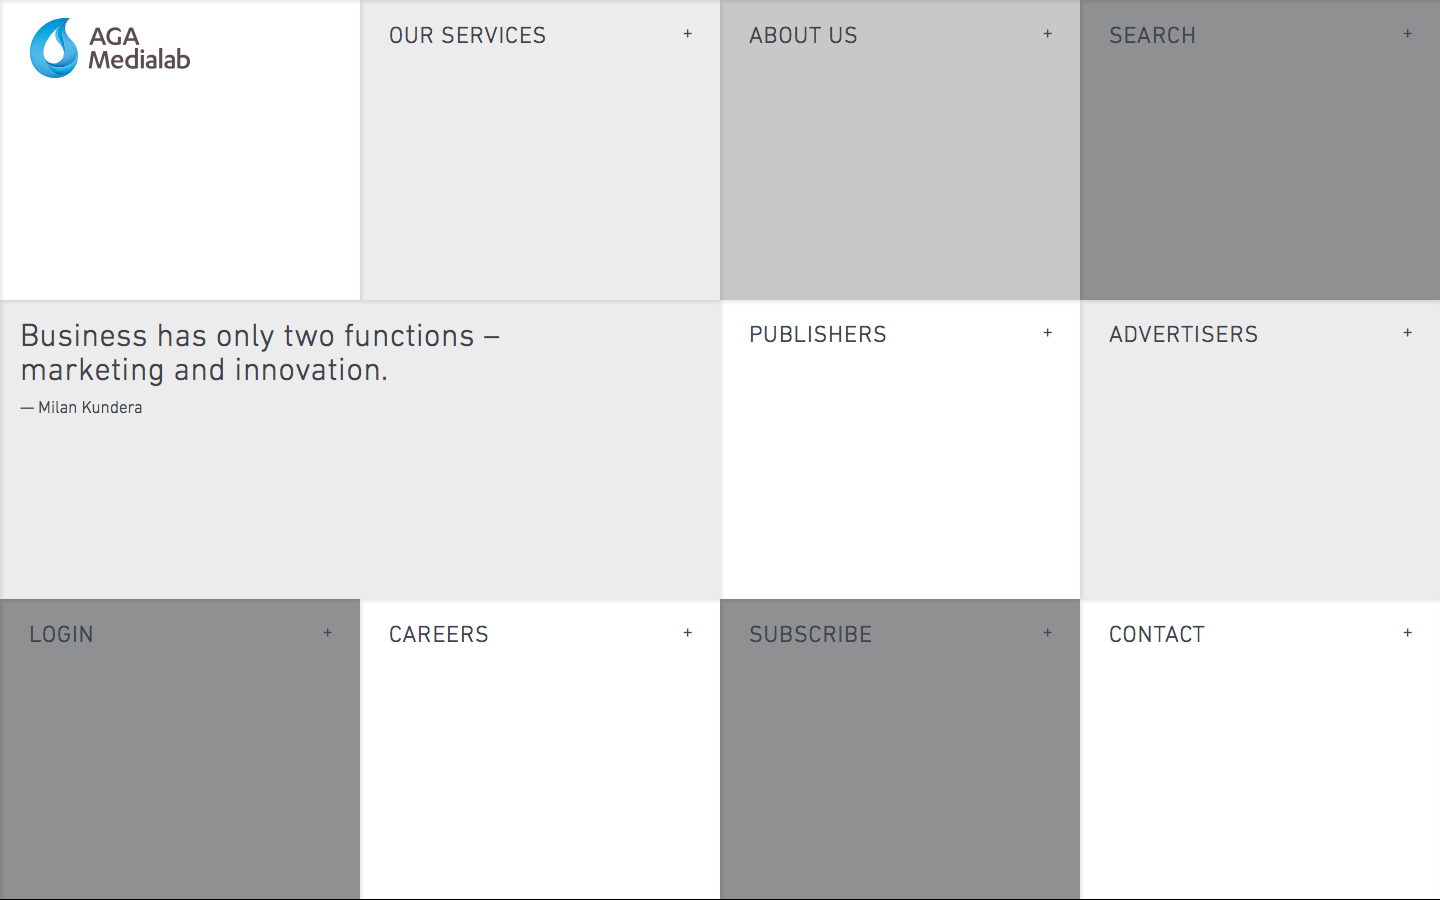 AGA
Medialab
OUR SERVICES +
ABOUT US +
SEARCH +
Business has only two functions –
marketing and innovation.
— Milan Kundera
PUBLISHERS +
ADVERTISERS +
LOGIN +
CAREERS +
SUBSCRIBE +
CONTACT +